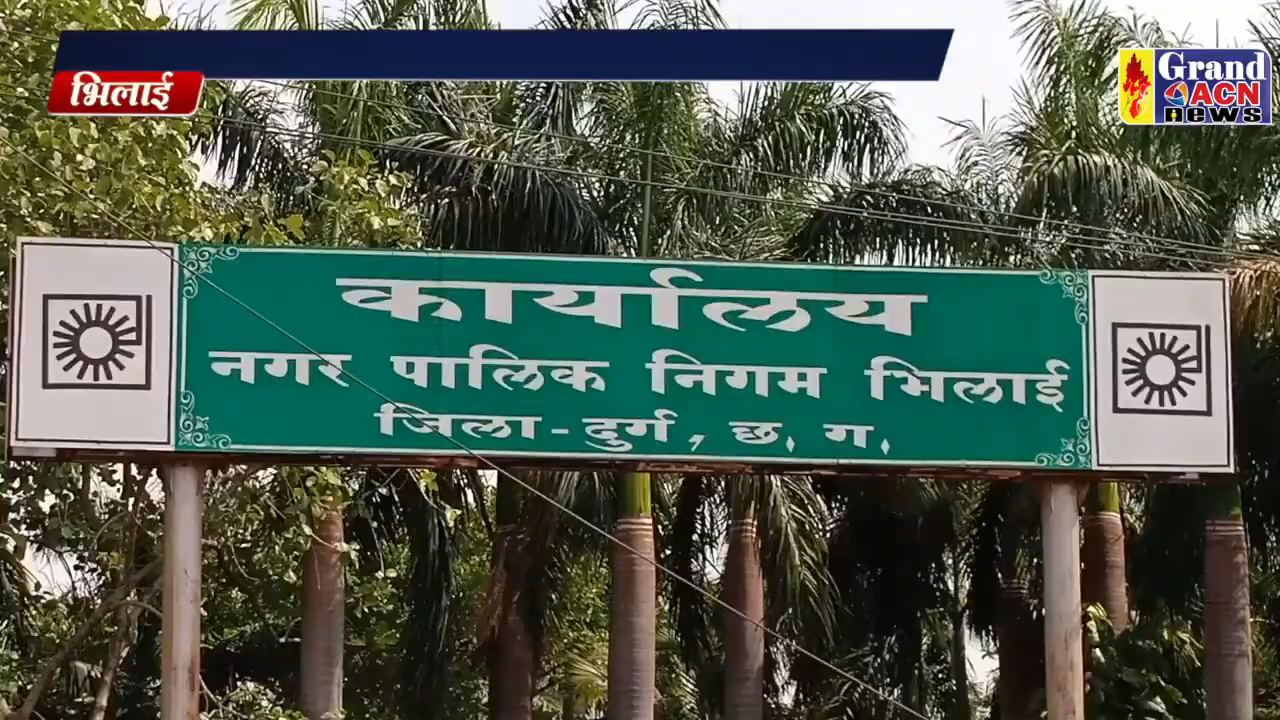 भिलाई
Grand
ACN
news
कार्यालय
नगर पालिक निगम भिलाई
जिला - दुर्ग, छ. ग.